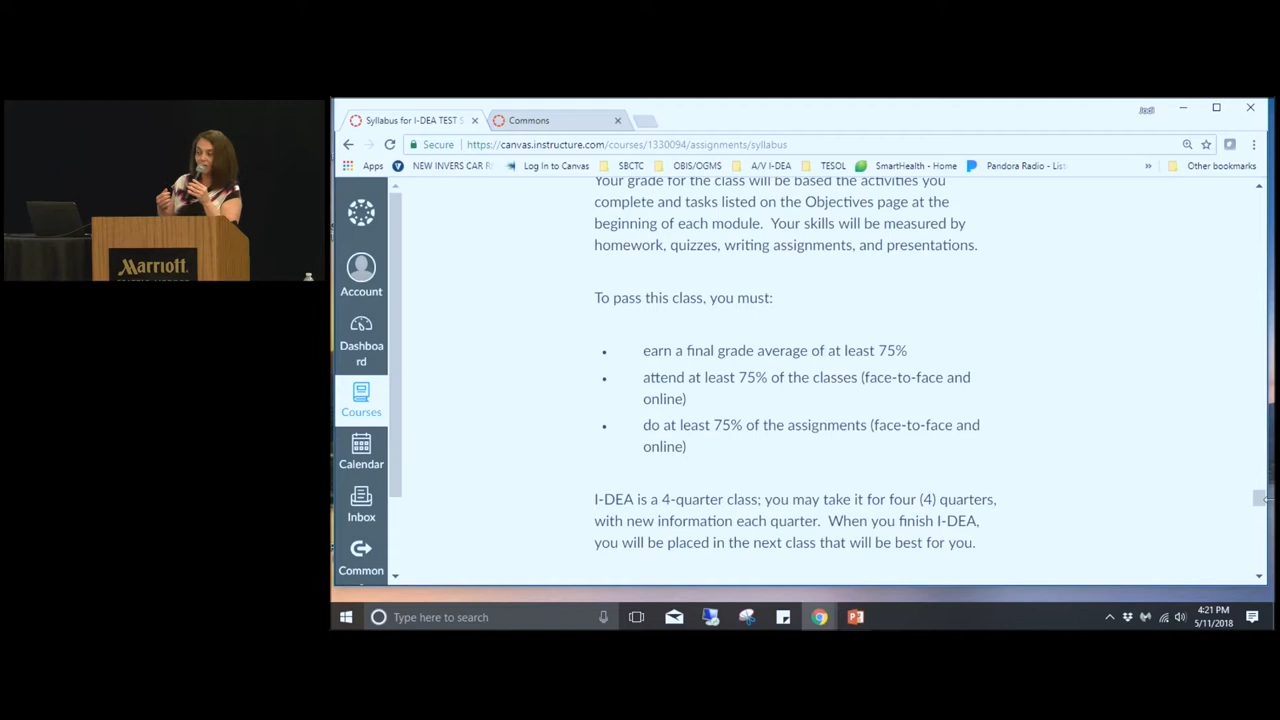 Marriott
Syllabus for I-DEA TEST S
Commons
Secure
https://canvas.instructure.com/courses/1330094/assignments/syllabus
Apps
NEW INVERS CAR R
Log In to Canvas
SBCTC
OBIS/OGMS
A/V I-DEA
TESOL
SmartHealth - Home
Pandora Radio - List
»
Other bookmarks
Account
Dashboa
rd
Courses
Calendar
Inbox
Common
Your grade for the class will be based the activities you
complete and tasks listed on the Objectives page at the
beginning of each module. Your skills will be measured by
homework, quizzes, writing assignments, and presentations.
To pass this class, you must:
• earn a final grade average of at least 75%
• attend at least 75% of the classes (face-to-face and
online)
• do at least 75% of the assignments (face-to-face and
online)
I-DEA is a 4-quarter class; you may take it for four (4) quarters,
with new information each quarter. When you finish I-DEA,
you will be placed in the next class that will be best for you.
Type here to search
4:21 PM
5/11/2018